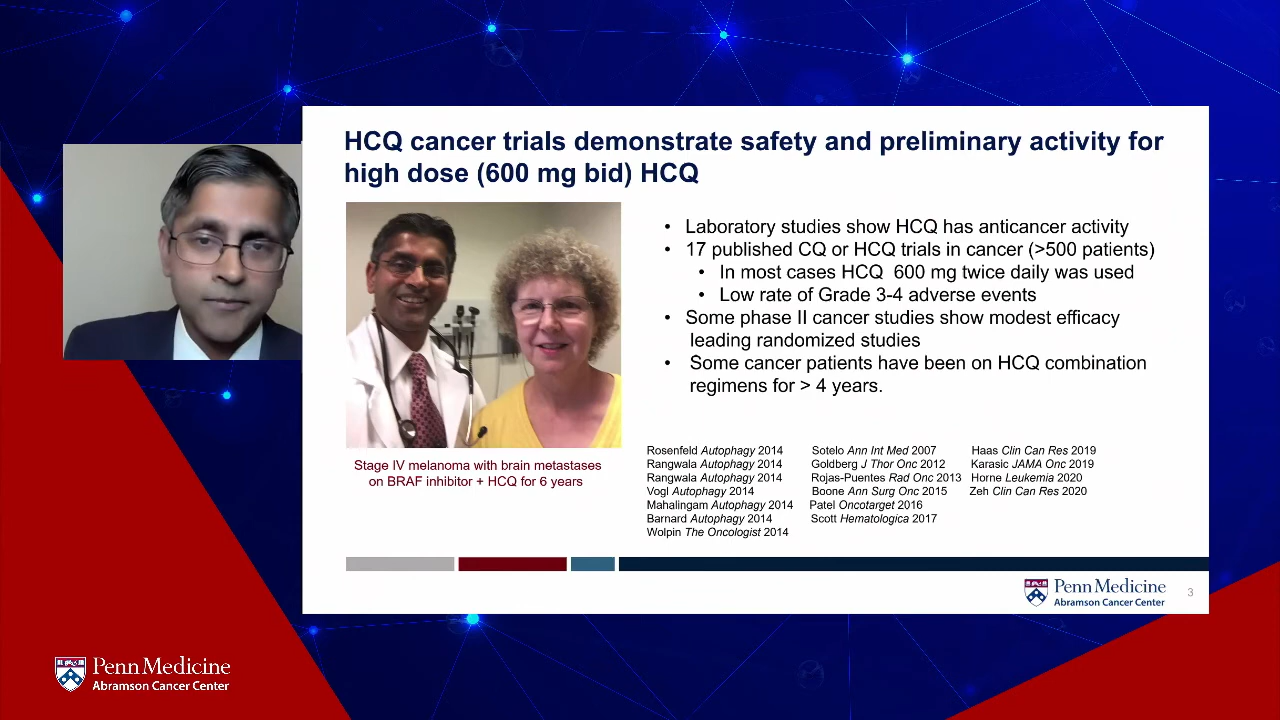 HCQ cancer trials demonstrate safety and preliminary activity for
high dose (600 mg bid) HCQ
• Laboratory studies show HCQ has anticancer activity
• 17 published CQ or HCQ trials in cancer (>500 patients)
• In most cases HCQ 600 mg twice daily was used
• Low rate of Grade 3-4 adverse events
• Some phase II cancer studies show modest efficacy
leading randomized studies
• Some cancer patients have been on HCQ combination
regimens for > 4 years.
Stage IV melanoma with brain metastases
on BRAF inhibitor + HCQ for 6 years
Rosenfeld Autophagy 2014
Rangwala Autophagy 2014
Rangwala Autophagy 2014
Vogl Autophagy 2014
Mahalingam Autophagy 2014
Barnard Autophagy 2014
Wolpin The Oncologist 2014
Sotelo Ann Int Med 2007
Goldberg J Thor Onc 2012
Rojas-Puentes Rad Onc 2013
Boone Ann Surg Onc 2015
Patel Oncotarget 2016
Scott Hematologica 2017
Haas Clin Can Res 2019
Karasic JAMA Onc 2019
Horne Leukemia 2020
Zeh Clin Can Res 2020
Penn Medicine
Abramson Cancer Center
3
Penn Medicine
Abramson Cancer Center